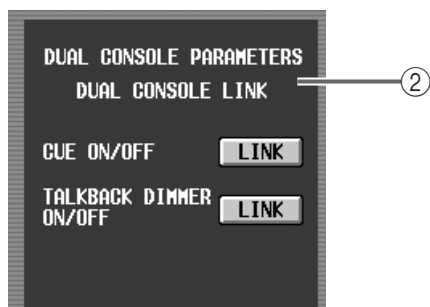 DUAL CONSOLE PARAMETERS
DUAL CONSOLE LINK
2
CUE ON/OFF LINK
TALKBACK DIMMER
ON/OFF LINK